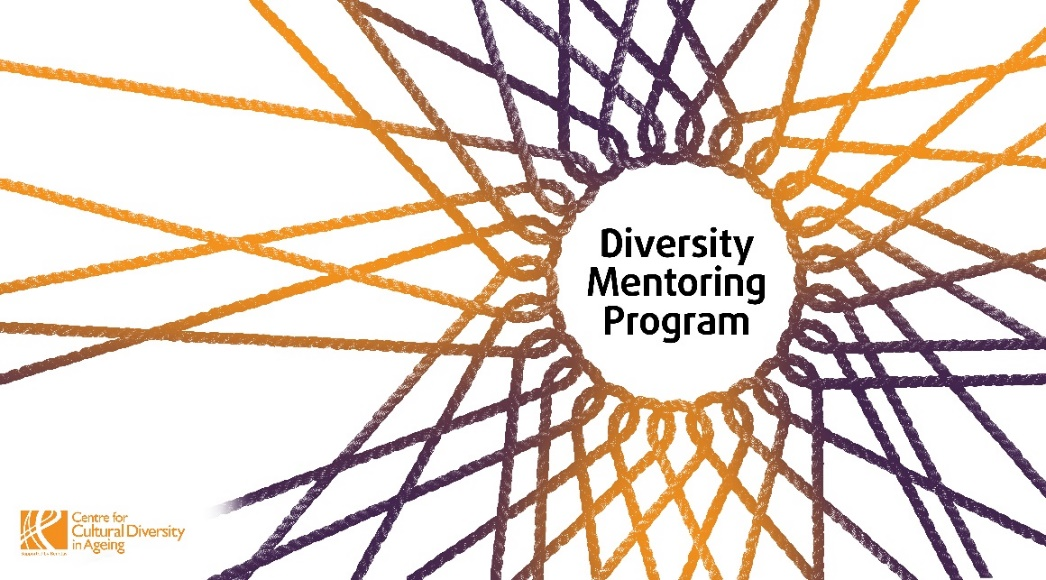 Diversity
Mentoring
Program
Centre for
Cultural Diversity
in Ageing